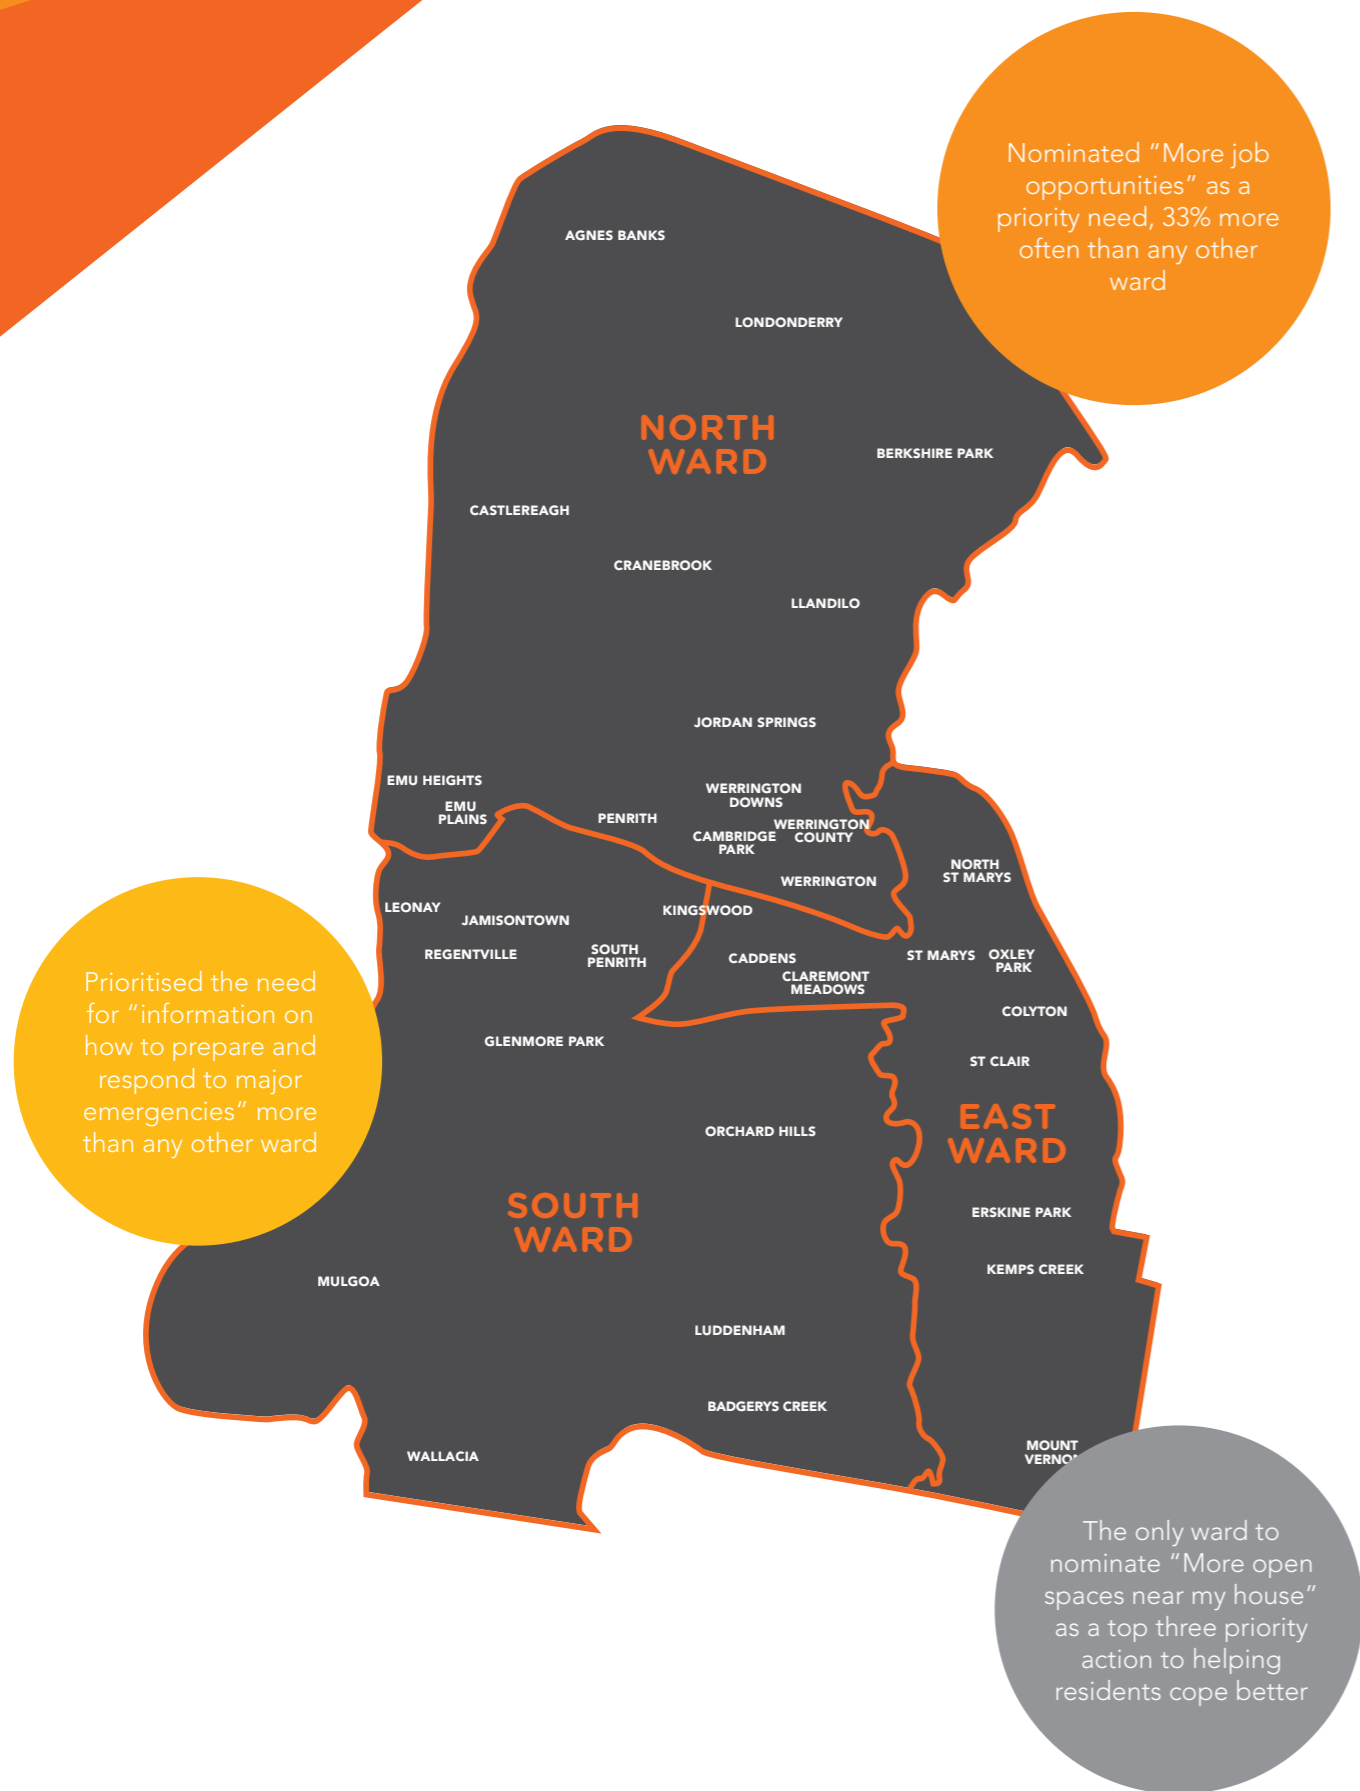 Nominated “More job
opportunities” as a
priority need, 33% more
often than any other
ward
AGNES BANKS
LONDONDERRY
NORTH
WARD
BERKSHIRE PARK
CASTLEREAGH
CRANEBROOK
LLANDILO
JORDAN SPRINGS
EMU HEIGHTS
EMU
PLAINS
PENRITH
WERRINGTON
DOWNS
CAMBRIDGE
PARK
WERRINGTON
COUNTY
WERRINGTON
NORTH
ST MARYS
LEONAY
JAMISONTOWN
KINGSWOOD
REGENTVILLE
SOUTH
PENRITH
CADDENS
CLAREMONT
MEADOWS
ST MARYS
OXLEY
PARK
COLYTON
GLENMORE PARK
ST CLAIR
Prioritised the need
for “information on
how to prepare and
respond to major
emergencies” more
than any other ward
EAST
WARD
ORCHARD HILLS
SOUTH
WARD
ERSKINE PARK
KEMPS CREEK
MULGOA
LUDDENHAM
BADGERYS CREEK
WALLACIA
MOUNT
VERNON
The only ward to
nominate “More open
spaces near my house”
as a top three priority
action to helping
residents cope better